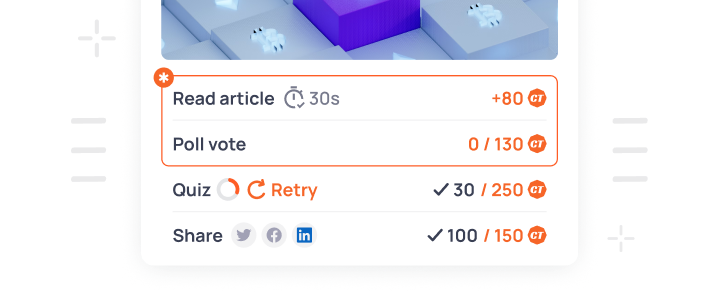 Read article 30s +80 CT
Poll vote 0 / 130 CT
Quiz Retry 30 / 250 CT
Share in 100 / 150 CT